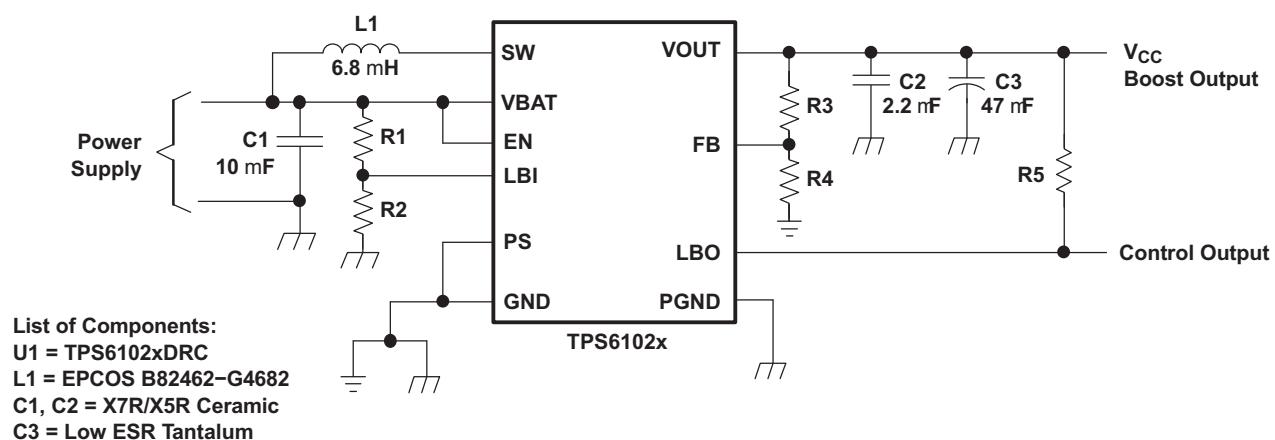 L1
6.8 mH
SW
VOUT
VCC
Boost Output
C2
2.2 mF
C3
47 mF
R3
VBAT
Power
Supply
C1
10 mF
R1
EN
FB
LBI
R4
R5
R2
PS
LBO
Control Output
GND
PGND
TPS6102x
List of Components:
U1 = TPS6102xDRC
L1 = EPCOS B82462−G4682
C1, C2 = X7R/X5R Ceramic
C3 = Low ESR Tantalum